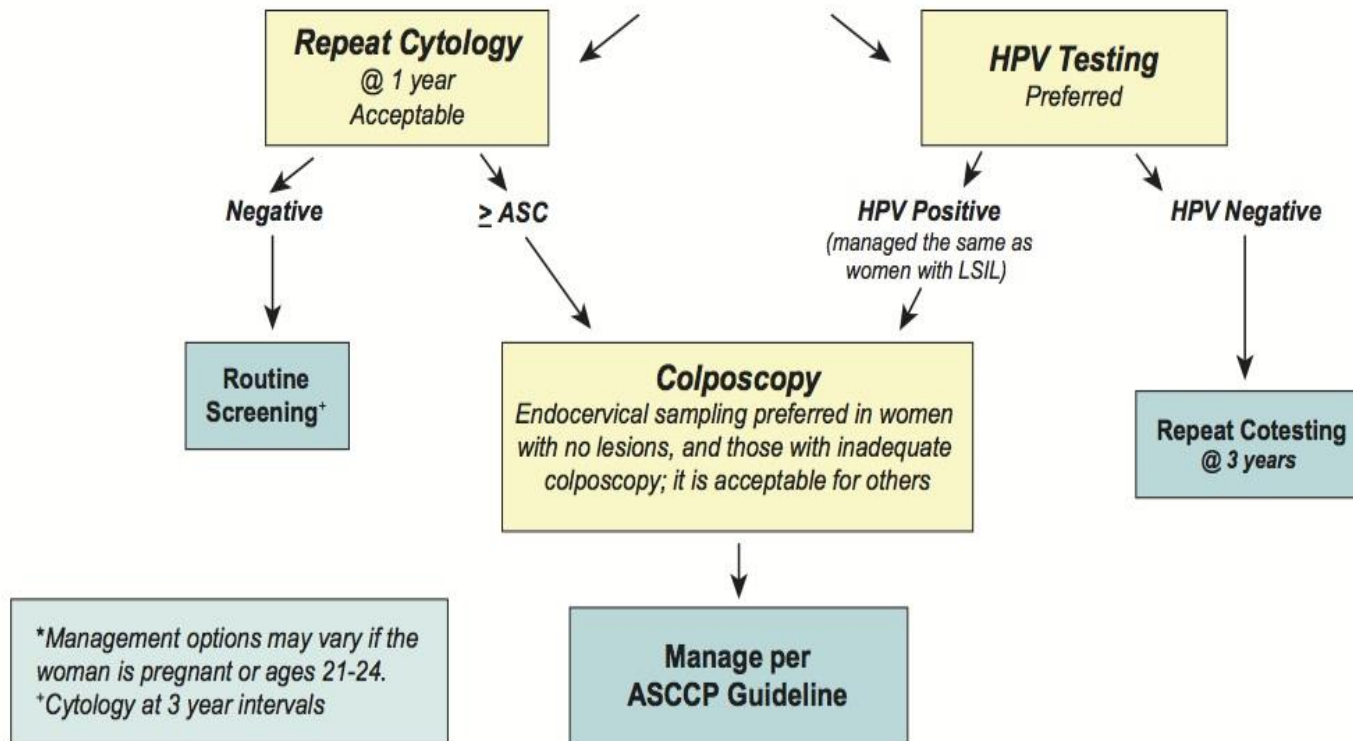 Repeat Cytology
@ 1 year
Acceptable
HPV Testing
Preferred
Negative
≥ ASC
HPV Positive
(managed the same as
women with LSIL)
HPV Negative
Routine
Screening⁺
Colposcopy
Endocervical sampling preferred in women
with no lesions, and those with inadequate
colposcopy; it is acceptable for others
Repeat Cotesting
@ 3 years
*Management options may vary if the
woman is pregnant or ages 21-24.
⁺Cytology at 3 year intervals
Manage per
ASCCP Guideline